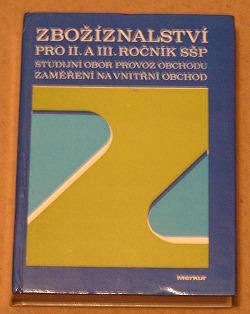 ZBOŽÍZNALSTVÍ
PRO II. A III. ROČNÍK SŠP
STUDIJNÍ OBOR PROVOZ OBCHODU
ZAMĚŘENÍ NA VNITŘNÍ OBCHOD
merkur